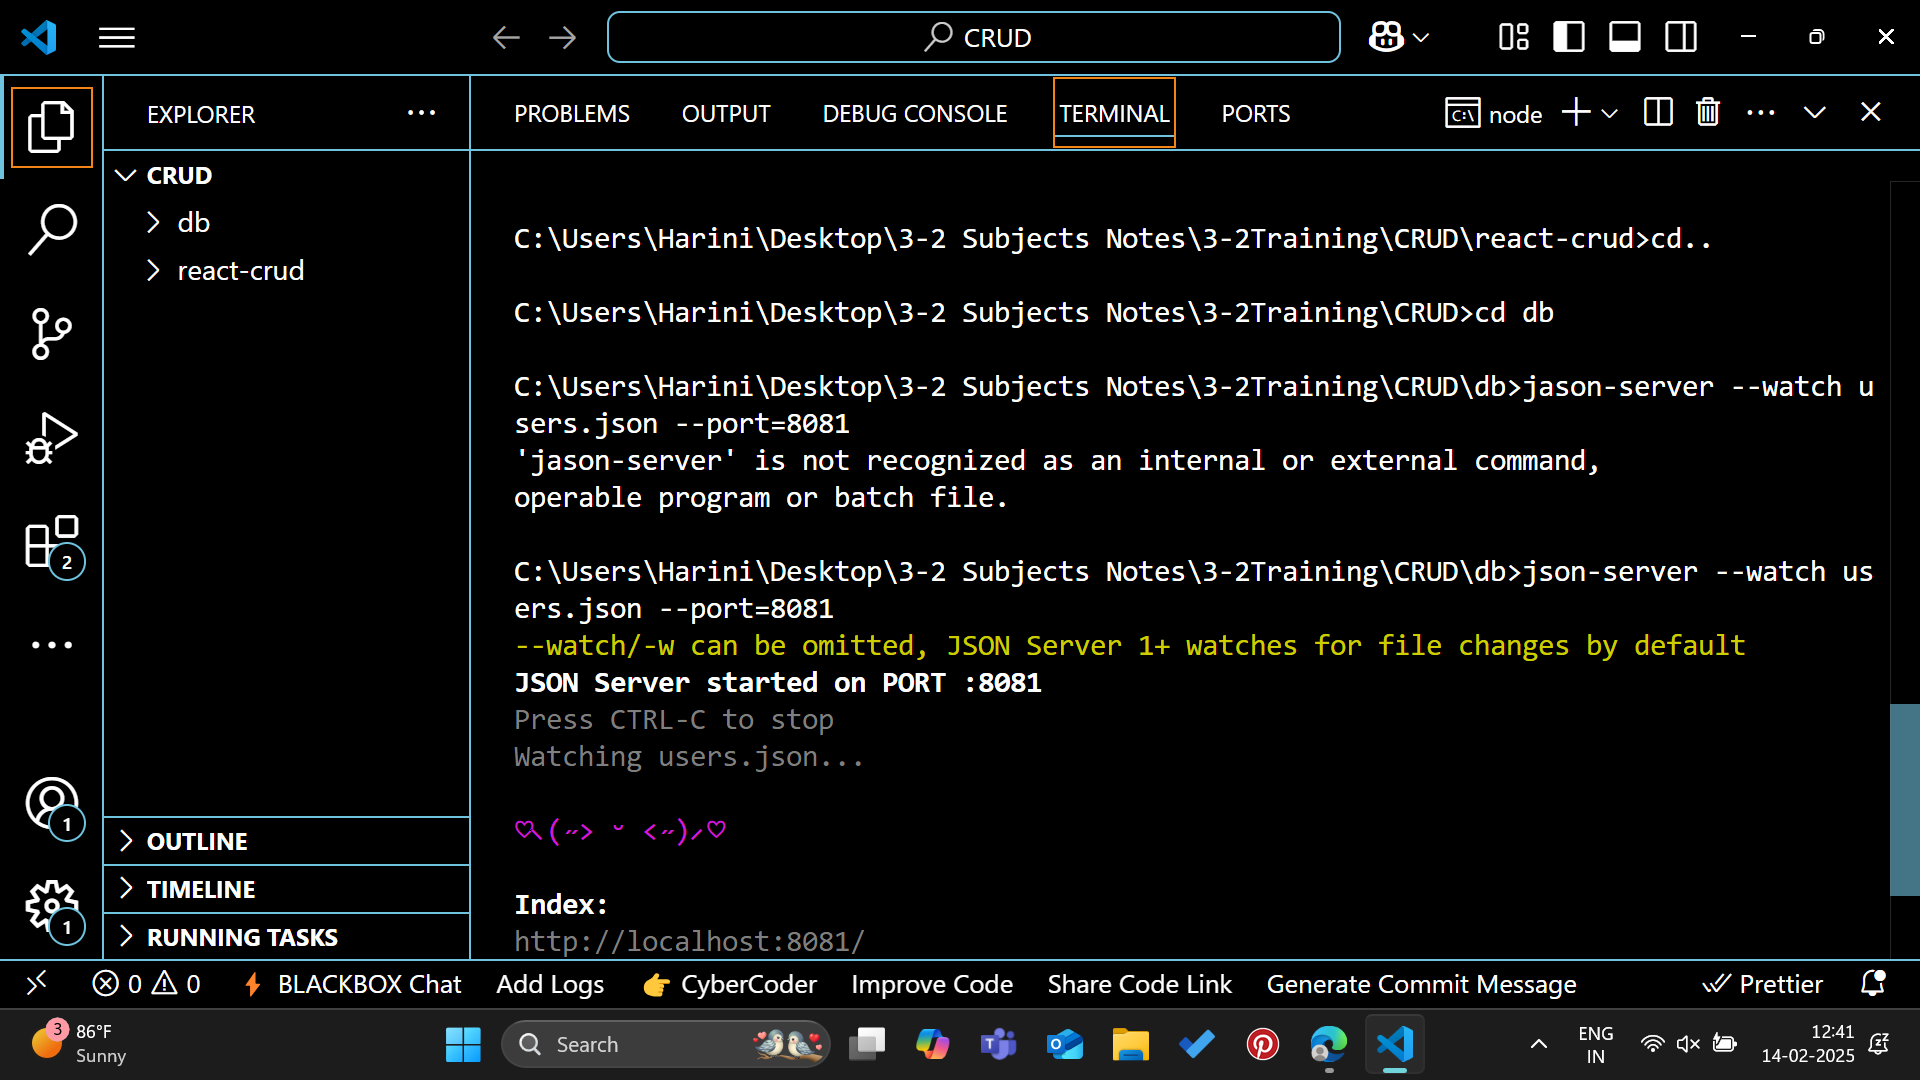 CRUD
EXPLORER
PROBLEMS OUTPUT DEBUG CONSOLE TERMINAL PORTS
node
CRUD
db
react-crud
C:\Users\Harini\Desktop\3-2 Subjects Notes\3-2Training\CRUD\react-crud>cd..
C:\Users\Harini\Desktop\3-2 Subjects Notes\3-2Training\CRUD>cd db
C:\Users\Harini\Desktop\3-2 Subjects Notes\3-2Training\CRUD\db>jason-server --watch u
sers.json --port=8081
'jason-server' is not recognized as an internal or external command,
operable program or batch file.
C:\Users\Harini\Desktop\3-2 Subjects Notes\3-2Training\CRUD\db>json-server --watch us
ers.json --port=8081
--watch/-w can be omitted, JSON Server 1+ watches for file changes by default
JSON Server started on PORT :8081
Press CTRL-C to stop
Watching users.json...
♡⸜(˶˃ ᵕ ˂˶)⸝♡
Index:
http://localhost:8081/
2
1
1
OUTLINE
TIMELINE
RUNNING TASKS
0 0 BLACKBOX Chat Add Logs 👉 CyberCoder Improve Code Share Code Link Generate Commit Message Prettier
3
86°F
Sunny
Search
ENG
IN
12:41
14-02-2025